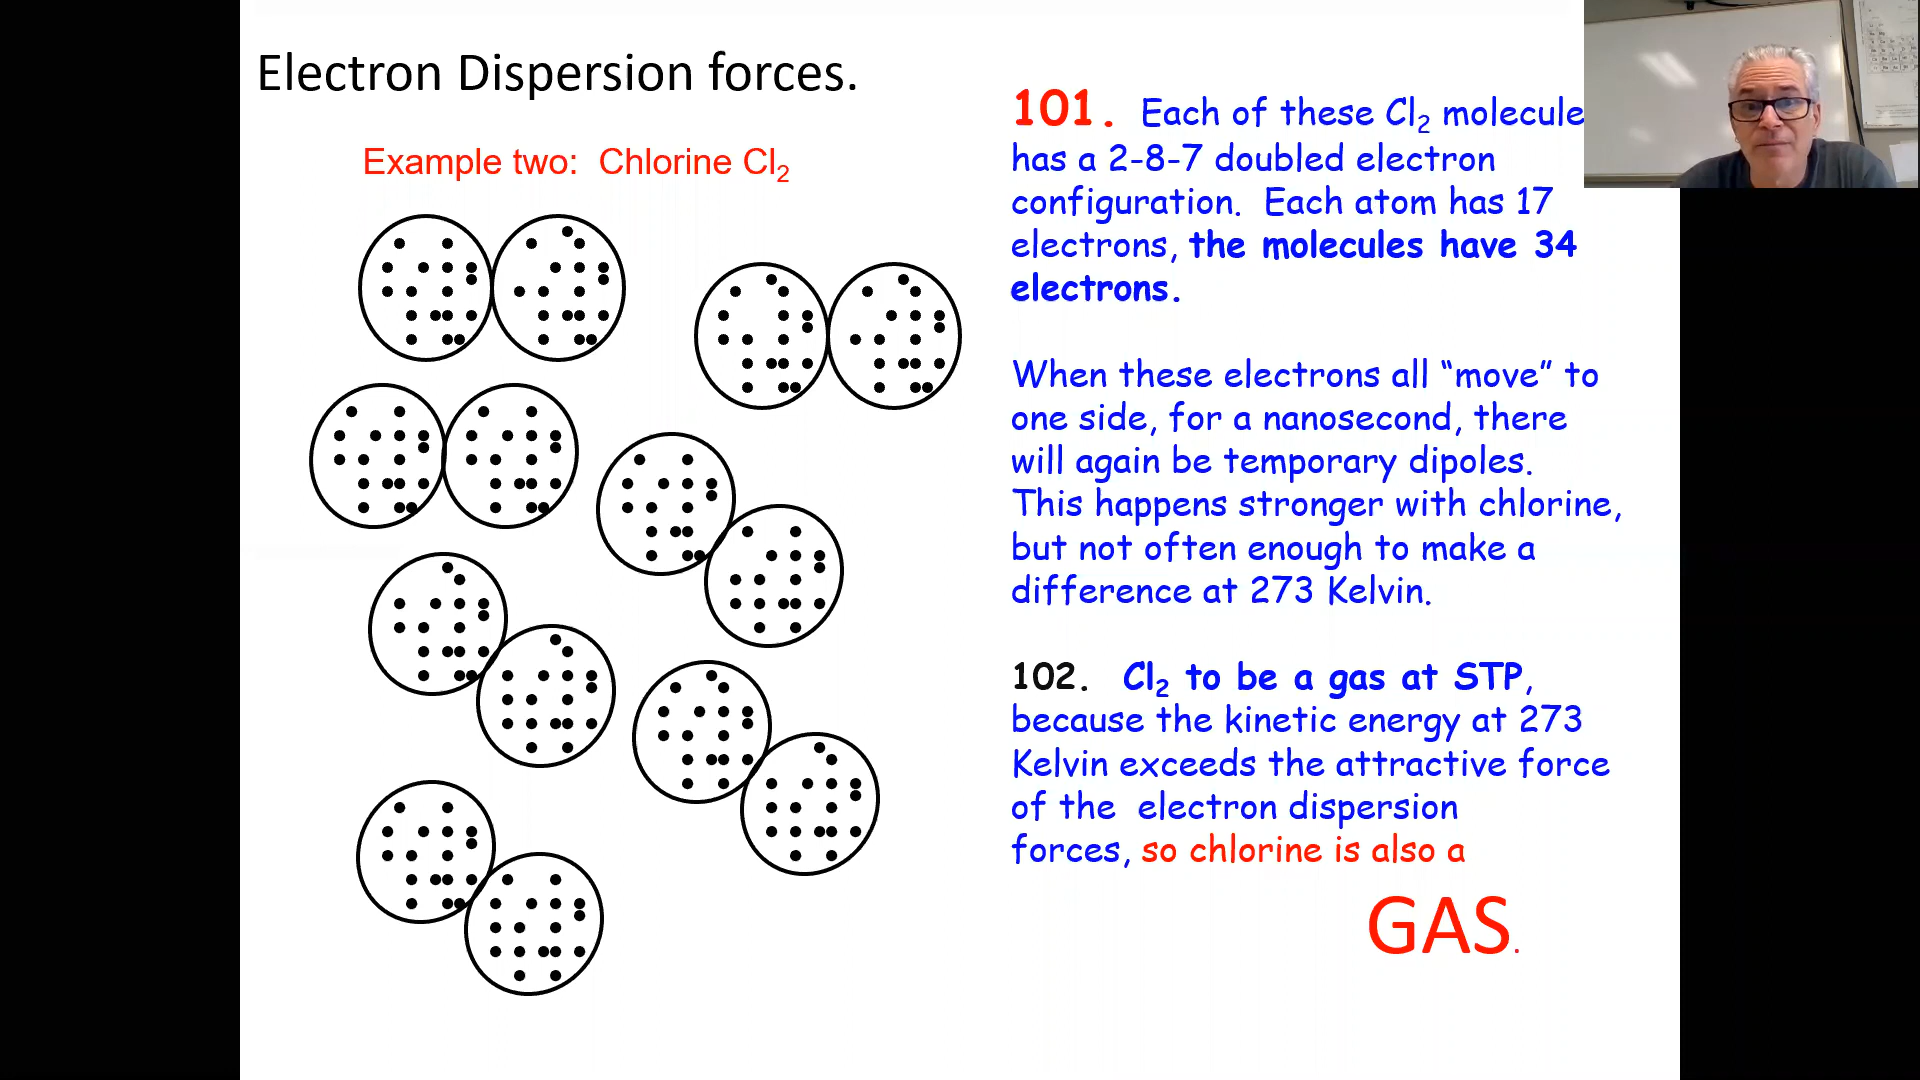 Electron Dispersion forces.
Example two: Chlorine Cl₂
101. Each of these Cl₂ molecule
has a 2-8-7 doubled electron
configuration. Each atom has 17
electrons, the molecules have 34
electrons.
When these electrons all “move” to
one side, for a nanosecond, there
will again be temporary dipoles.
This happens stronger with chlorine,
but not often enough to make a
difference at 273 Kelvin.
102. Cl₂ to be a gas at STP,
because the kinetic energy at 273
Kelvin exceeds the attractive force
of the electron dispersion
forces, so chlorine is also a
GAS.